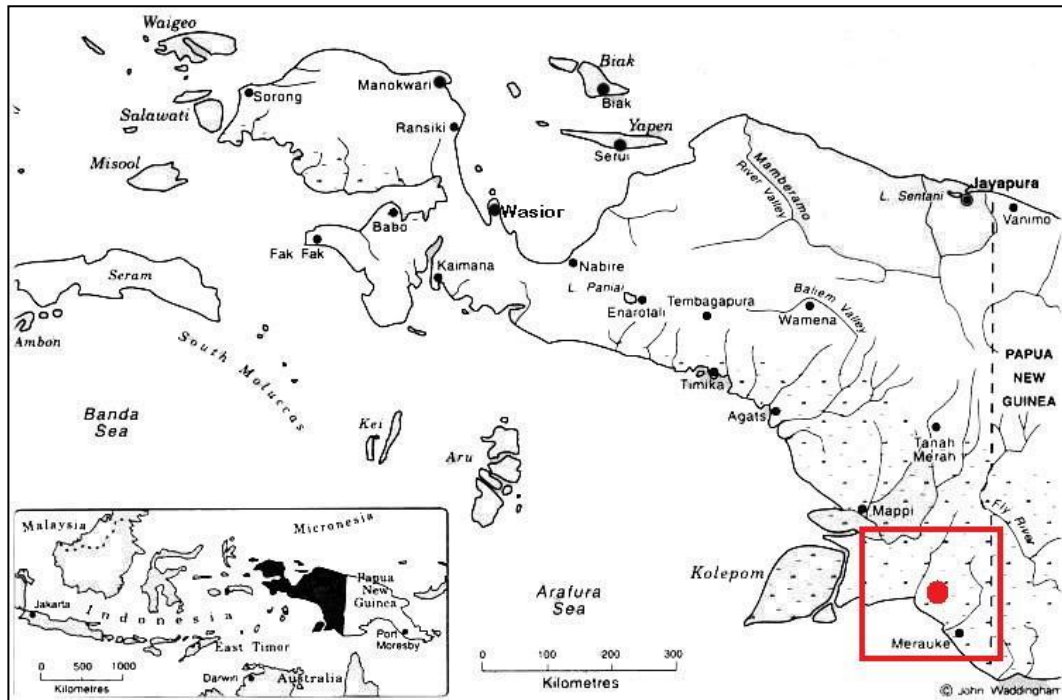 Waigeo
Biak
Manokwari
Sorong
Biak
Salawati
Ransiki
Yapen
Serui
Misool
Mamberamo
River Valley
Jayapura
L. Sentani
Wasior
Vanimo
Babo
Fak Fak
Kaimana
Nabire
Seram
L. Paniai
Enarotali
Tembagapura
Baliem Valley
Wamena
Ambon
South Moluccas
PAPUA
NEW
GUINEA
Timika
Banda
Sea
Kei
Agats
Aru
Tanah
Merah
Mappi
Fly River
Malaysia
Micronesia
Kolepom
Papua
New
Guinea
Jakarta
Indonesia
Arafura
Sea
Port
Moresby
East Timor
Merauke
0 500 1000
Kilometres
Darwin
Australia
0 100 200 300
Kilometres
© John Waddingham